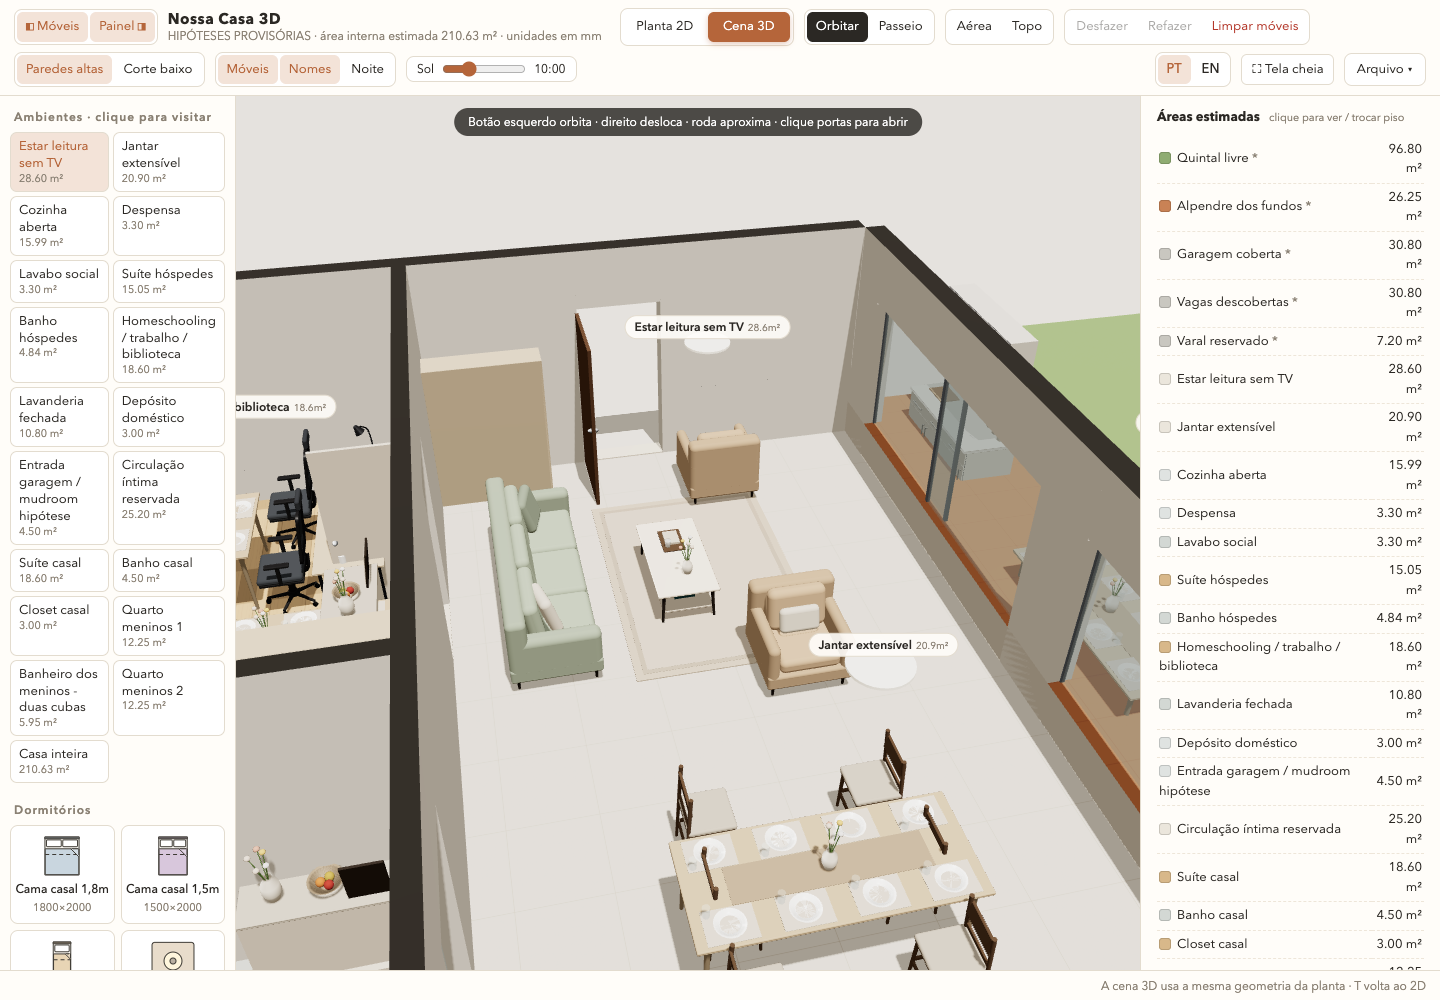 Móveis
Painel
Nossa Casa 3D
HIPÓTESES PROVISÓRIAS · área interna estimada 210.63 m² · unidades em mm
Planta 2D
Cena 3D
Orbitar
Passeio
Aérea
Topo
Desfazer
Refazer
Limpar móveis
Paredes altas
Corte baixo
Móveis
Nomes
Noite
Sol
10:00
PT
EN
Tela cheia
Arquivo
Ambientes · clique para visitar
Estar leitura
sem TV
28.60 m²
Jantar
extensível
20.90 m²
Cozinha
aberta
15.99 m²
Despensa
3.30 m²
Lavabo social
3.30 m²
Suíte hóspedes
15.05 m²
Banho
hóspedes
4.84 m²
Homeschooling
/ trabalho /
biblioteca
18.60 m²
Lavanderia
fechada
10.80 m²
Depósito
doméstico
3.00 m²
Entrada
garagem /
mudroom
hipótese
4.50 m²
Circulação
íntima
reservada
25.20 m²
Suíte casal
18.60 m²
Banho casal
4.50 m²
Closet casal
3.00 m²
Quarto
meninos 1
12.25 m²
Banheiro dos
meninos -
duas cubas
5.95 m²
Quarto
meninos 2
12.25 m²
Casa inteira
210.63 m²
Dormitórios
Cama casal 1,8m
1800×2000
Cama casal 1,5m
1500×2000
Botão esquerdo orbita · direito desloca · roda aproxima · clique portas para abrir
Estar leitura sem TV 28.6m²
biblioteca 18.6m²
Jantar extensível 20.9m²
Áreas estimadas clique para ver / trocar piso
Quintal livre * 96.80 
m²
Alpendre dos fundos * 26.25
m²
Garagem coberta * 30.80
m²
Vagas descobertas * 30.80
m²
Varal reservado * 7.20 m²
Estar leitura sem TV 28.60
m²
Jantar extensível 20.90
m²
Cozinha aberta 15.99
m²
Despensa 3.30 m²
Lavabo social 3.30 m²
Suíte hóspedes 15.05
m²
Banho hóspedes 4.84 m²
Homeschooling / trabalho /
biblioteca 18.60
m²
Lavanderia fechada 10.80
m²
Depósito doméstico 3.00 m²
Entrada garagem / mudroom
hipótese 4.50 m²
Circulação íntima reservada 25.20
m²
Suíte casal 18.60
m²
Banho casal 4.50 m²
Closet casal 3.00 m²
A cena 3D usa a mesma geometria da planta · T volta ao 2D